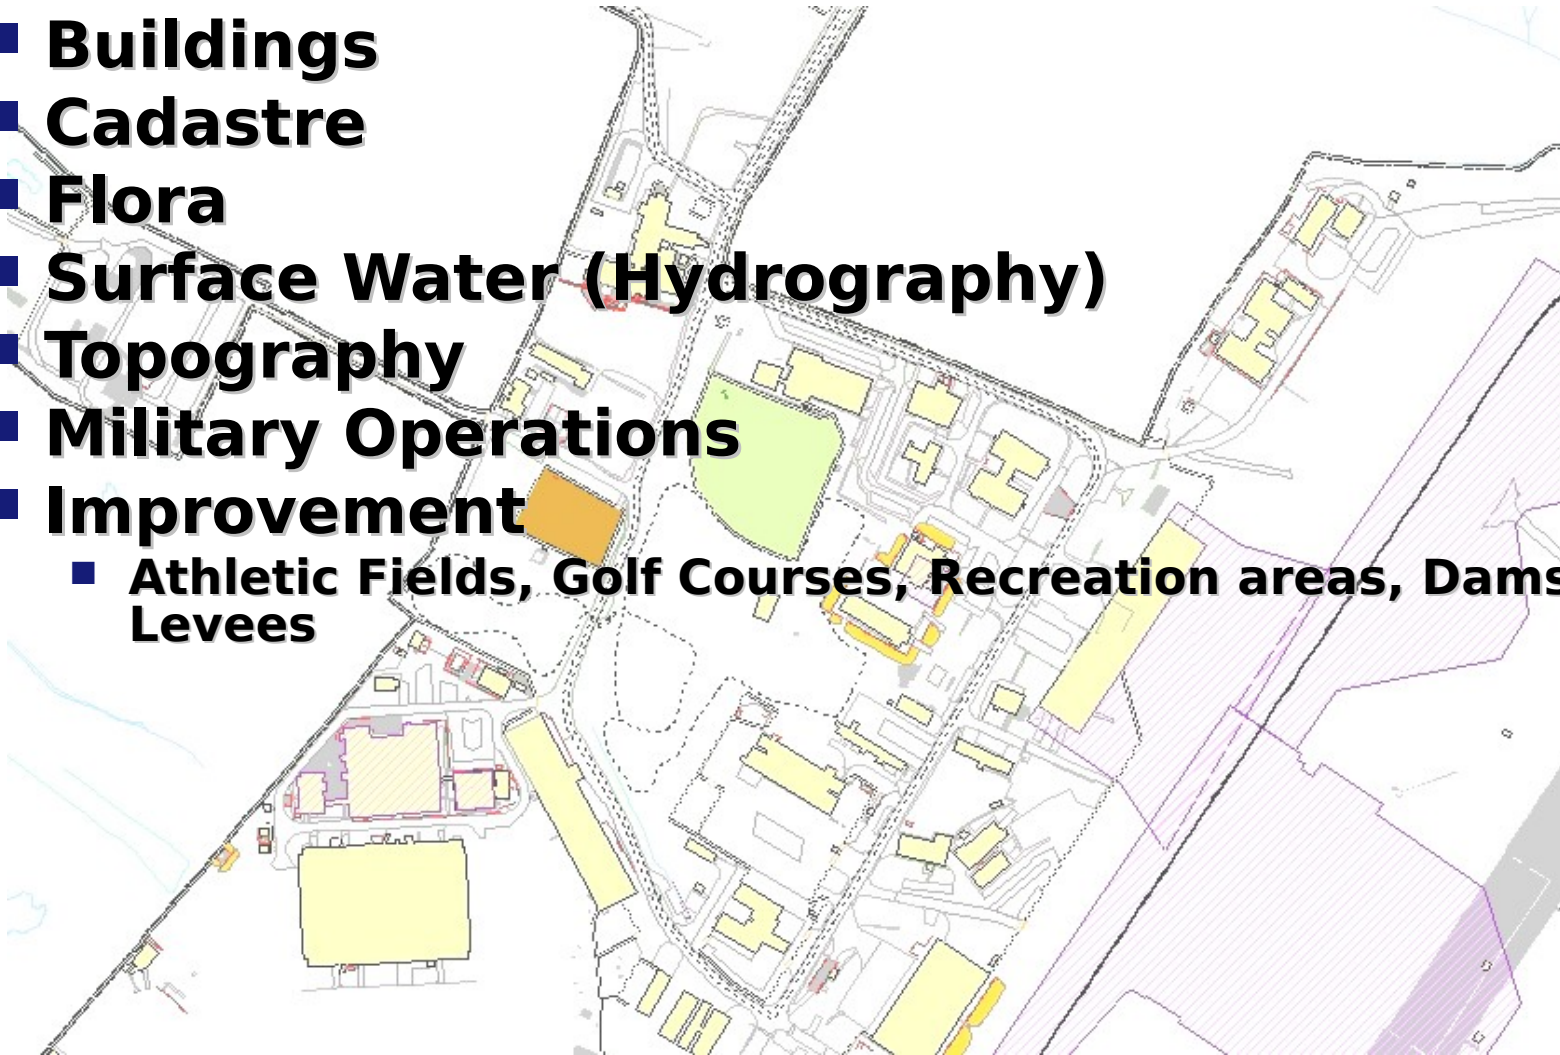 Buildings
Cadastre
Flora
Surface Water (Hydrography)
Topography
Military Operations
Improvement
Athletic Fields, Golf Courses, Recreation areas, Dams
Levees